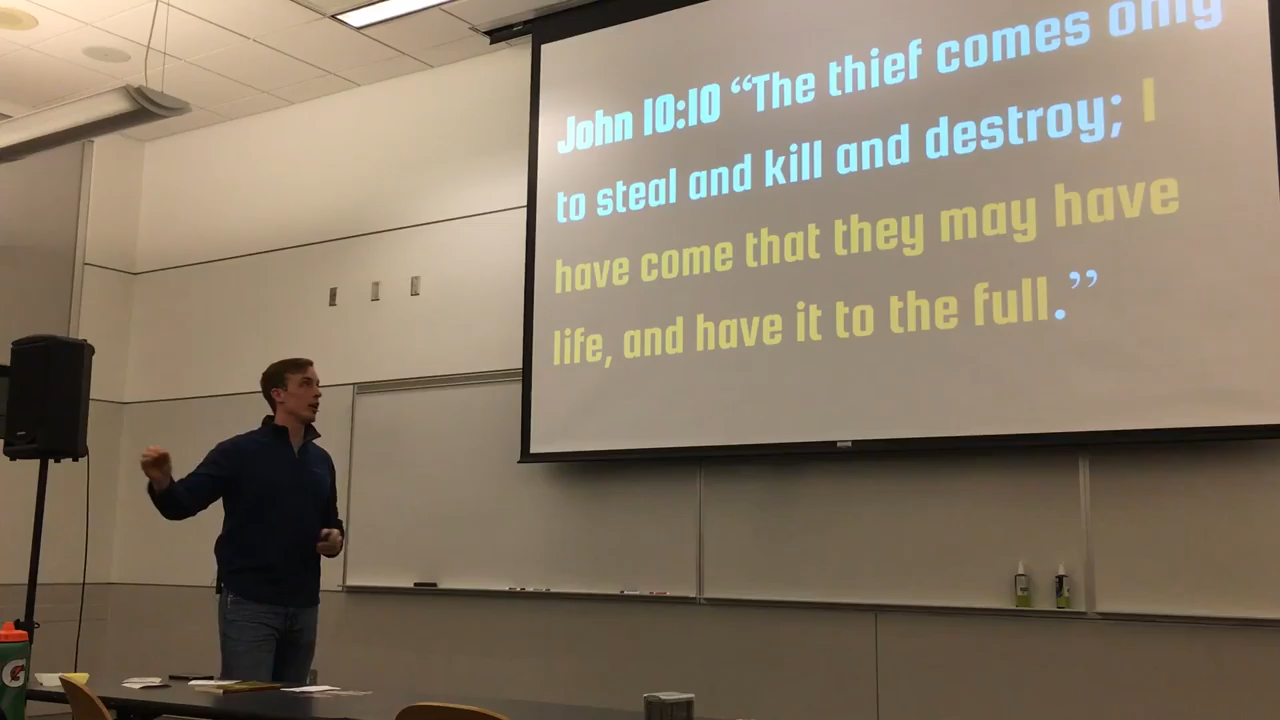 John 10:10 “The thief comes only
to steal and kill and destroy; I
have come that they may have
life, and have it to the full.”
G